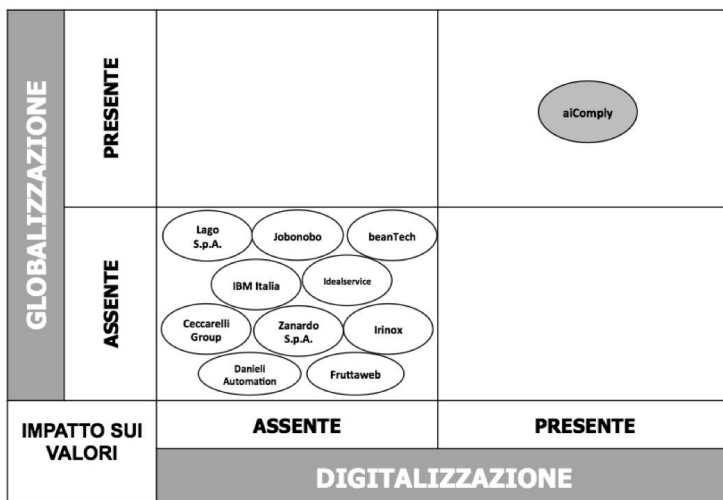 GLOBALIZZAZIONE
PRESENTE
aiComply
ASSENTE
Lago
S.p.A.
Jobonobo
beanTech
IBM Italia
Idealservice
Ceccarelli
Group
Zanardo
S.p.A.
Irinox
Danieli
Automation
Fruttaweb
IMPATTO SUI
VALORI
ASSENTE
PRESENTE
DIGITALIZZAZIONE